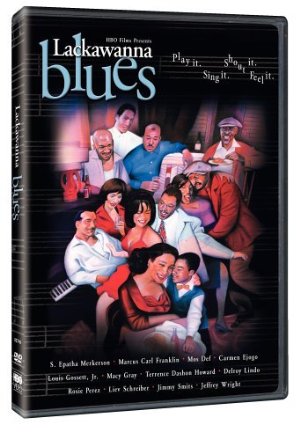 HBO Films Presents
Lackawanna
blues
Play it.
Shout it.
Sing it.
Feel it.
Lackawanna
blues
S. Epatha Merkerson · Marcus Carl Franklin · Mos Def · Carmen Ejogo
Louis Gossett, Jr. · Macy Gray · Terrence Dashon Howard · Delroy Lindo
Rosie Perez · Liev Schreiber · Jimmy Smits · Jeffrey Wright
DVD
HBO
VIDEO